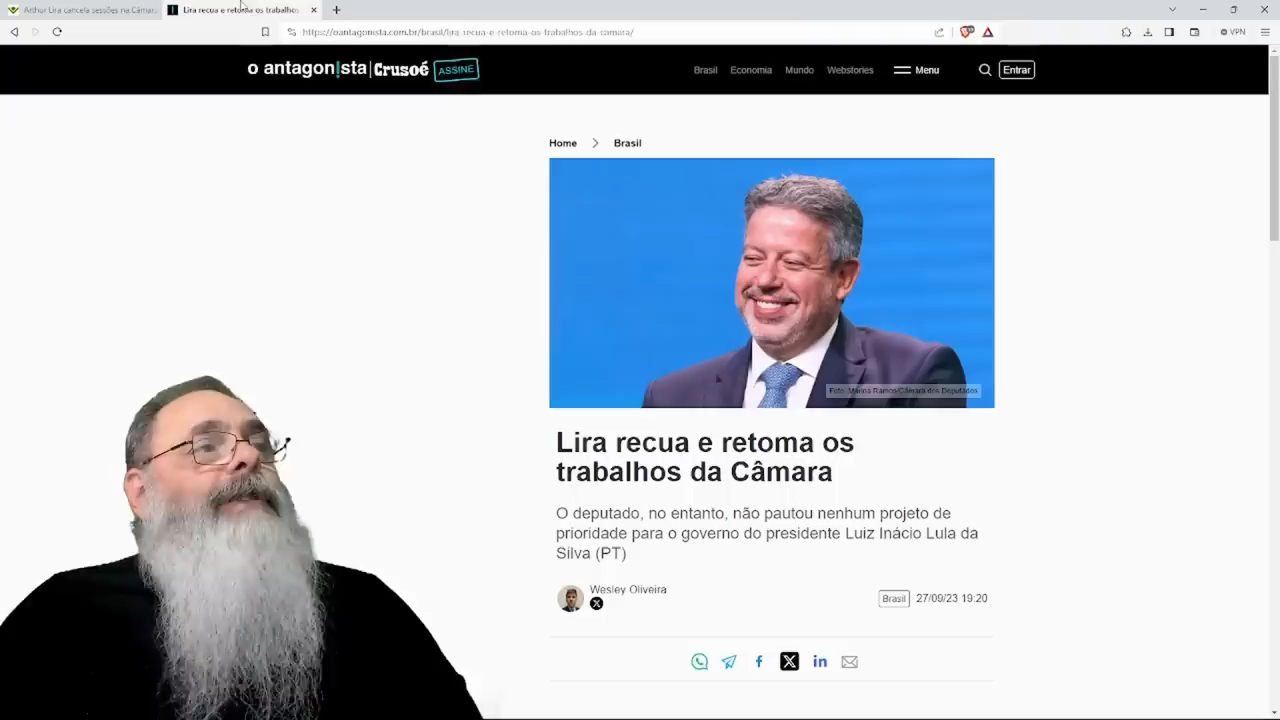 Arthur Lira cancela sessões na Câmara
Lira recua e retoma os trabalhos
https://oantagonista.com.br/brasil/lira-recua-e-retoma-os-trabalhos-da-camara/
VPN
o antagon!sta|Crusoé ASSINE
Brasil Economia Mundo Webstories Menu Entrar
Home Brasil
Foto: Marina Ramos/Câmara dos Deputados
Lira recua e retoma os
trabalhos da Câmara
O deputado, no entanto, não pautou nenhum projeto de
prioridade para o governo do presidente Luiz Inácio Lula da
Silva (PT)
Wesley Oliveira
Brasil 27/09/23 19:20